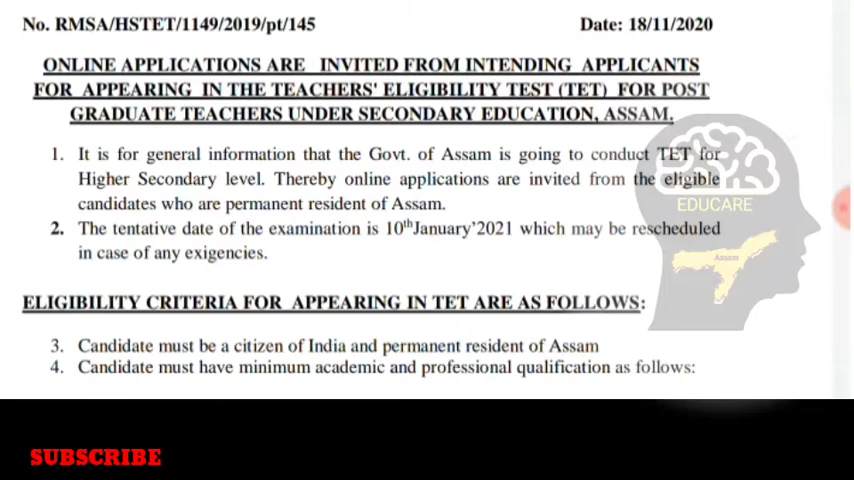 No. RMSA/HSTET/1149/2019/pt/145 Date: 18/11/2020
ONLINE APPLICATIONS ARE INVITED FROM INTENDING APPLICANTS
FOR APPEARING IN THE TEACHERS' ELIGIBILITY TEST (TET) FOR POST
GRADUATE TEACHERS UNDER SECONDARY EDUCATION, ASSAM.
1. It is for general information that the Govt. of Assam is going to conduct TET for
Higher Secondary level. Thereby online applications are invited from the eligible
candidates who are permanent resident of Assam.
EDUCARE
2. The tentative date of the examination is 10thJanuary'2021 which may be rescheduled
in case of any exigencies.
Assam
ELIGIBILITY CRITERIA FOR APPEARING IN TET ARE AS FOLLOWS:
3. Candidate must be a citizen of India and permanent resident of Assam
4. Candidate must have minimum academic and professional qualification as follows:
SUBSCRIBE